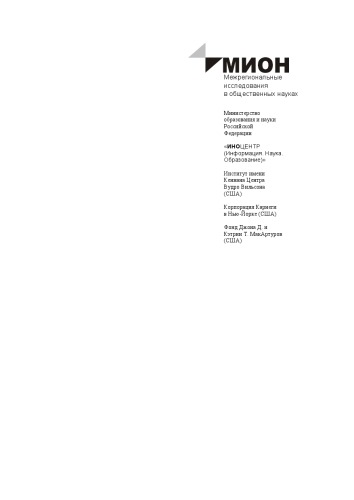 МИОН
Межрегиональные
исследования
в общественных науках
Министерство
образования и науки
Российской
Федерации
«ИНОЦЕНТР
(Информация. Наука.
Образование)»
Институт имени
Кеннана Центра
Вудро Вильсона
(США)
Корпорация Карнеги
в Нью-Йорке (США)
Фонд Джона Д. и
Кэтрин Т. МакАртуров
(США)